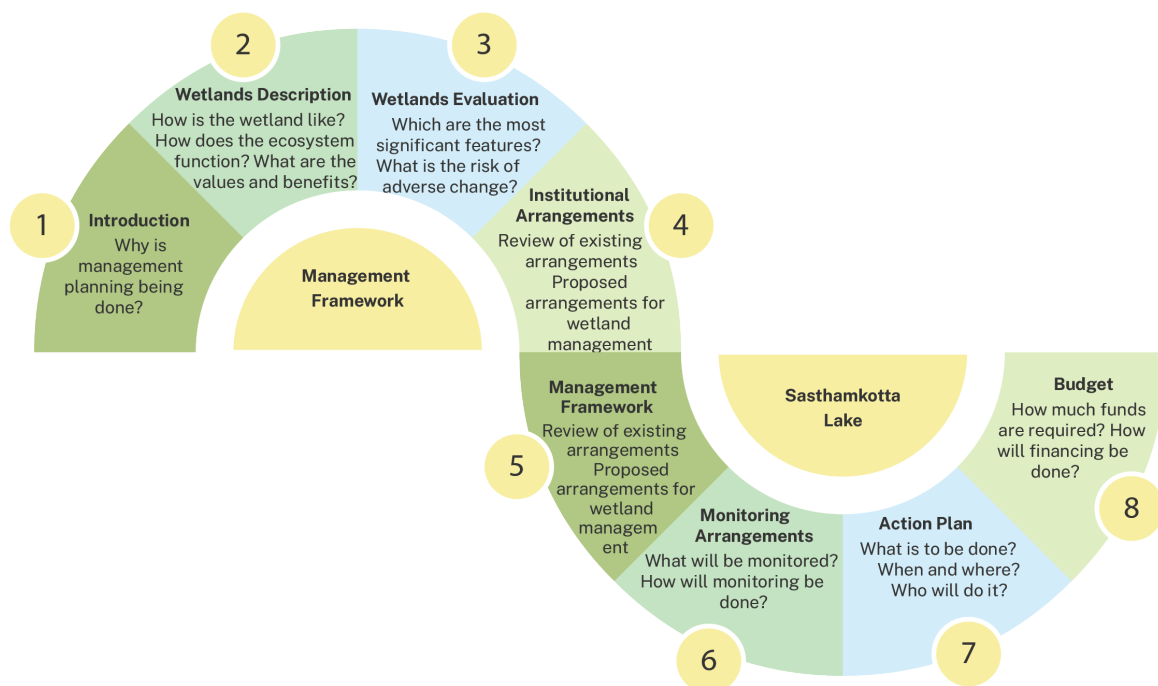 1
Introduction
Why is
management
planning being
done?
2
Wetlands Description
How is the wetland like?
How does the ecosystem
function? What are the
values and benefits?
3
Wetlands Evaluation
Which are the most
significant features?
What is the risk of
adverse change?
4
Institutional
Arrangements
Review of existing
arrangements
Proposed
arrangements for
wetland
management
Management
Framework
5
Management
Framework
Review of existing
arrangements
Proposed
arrangements for
wetland
managem
ent
6
Monitoring
Arrangements
What will be monitored?
How will monitoring be
done?
7
Action Plan
What is to be done?
When and where?
Who will do it?
8
Budget
How much funds
are required? How
will financing be
done?
Sasthamkotta
Lake